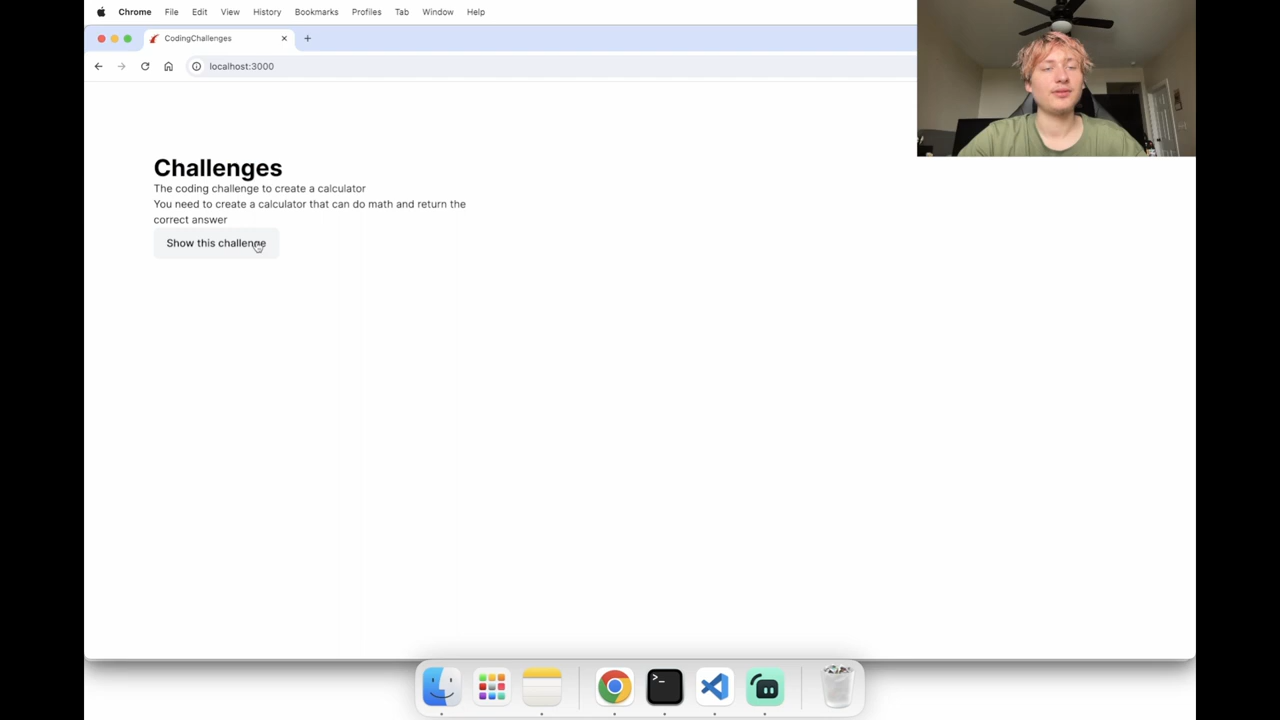 Chrome File Edit View History Bookmarks Profiles Tab Window Help
CodingChallenges
localhost:3000
Challenges
The coding challenge to create a calculator
You need to create a calculator that can do math and return the
correct answer
Show this challenge